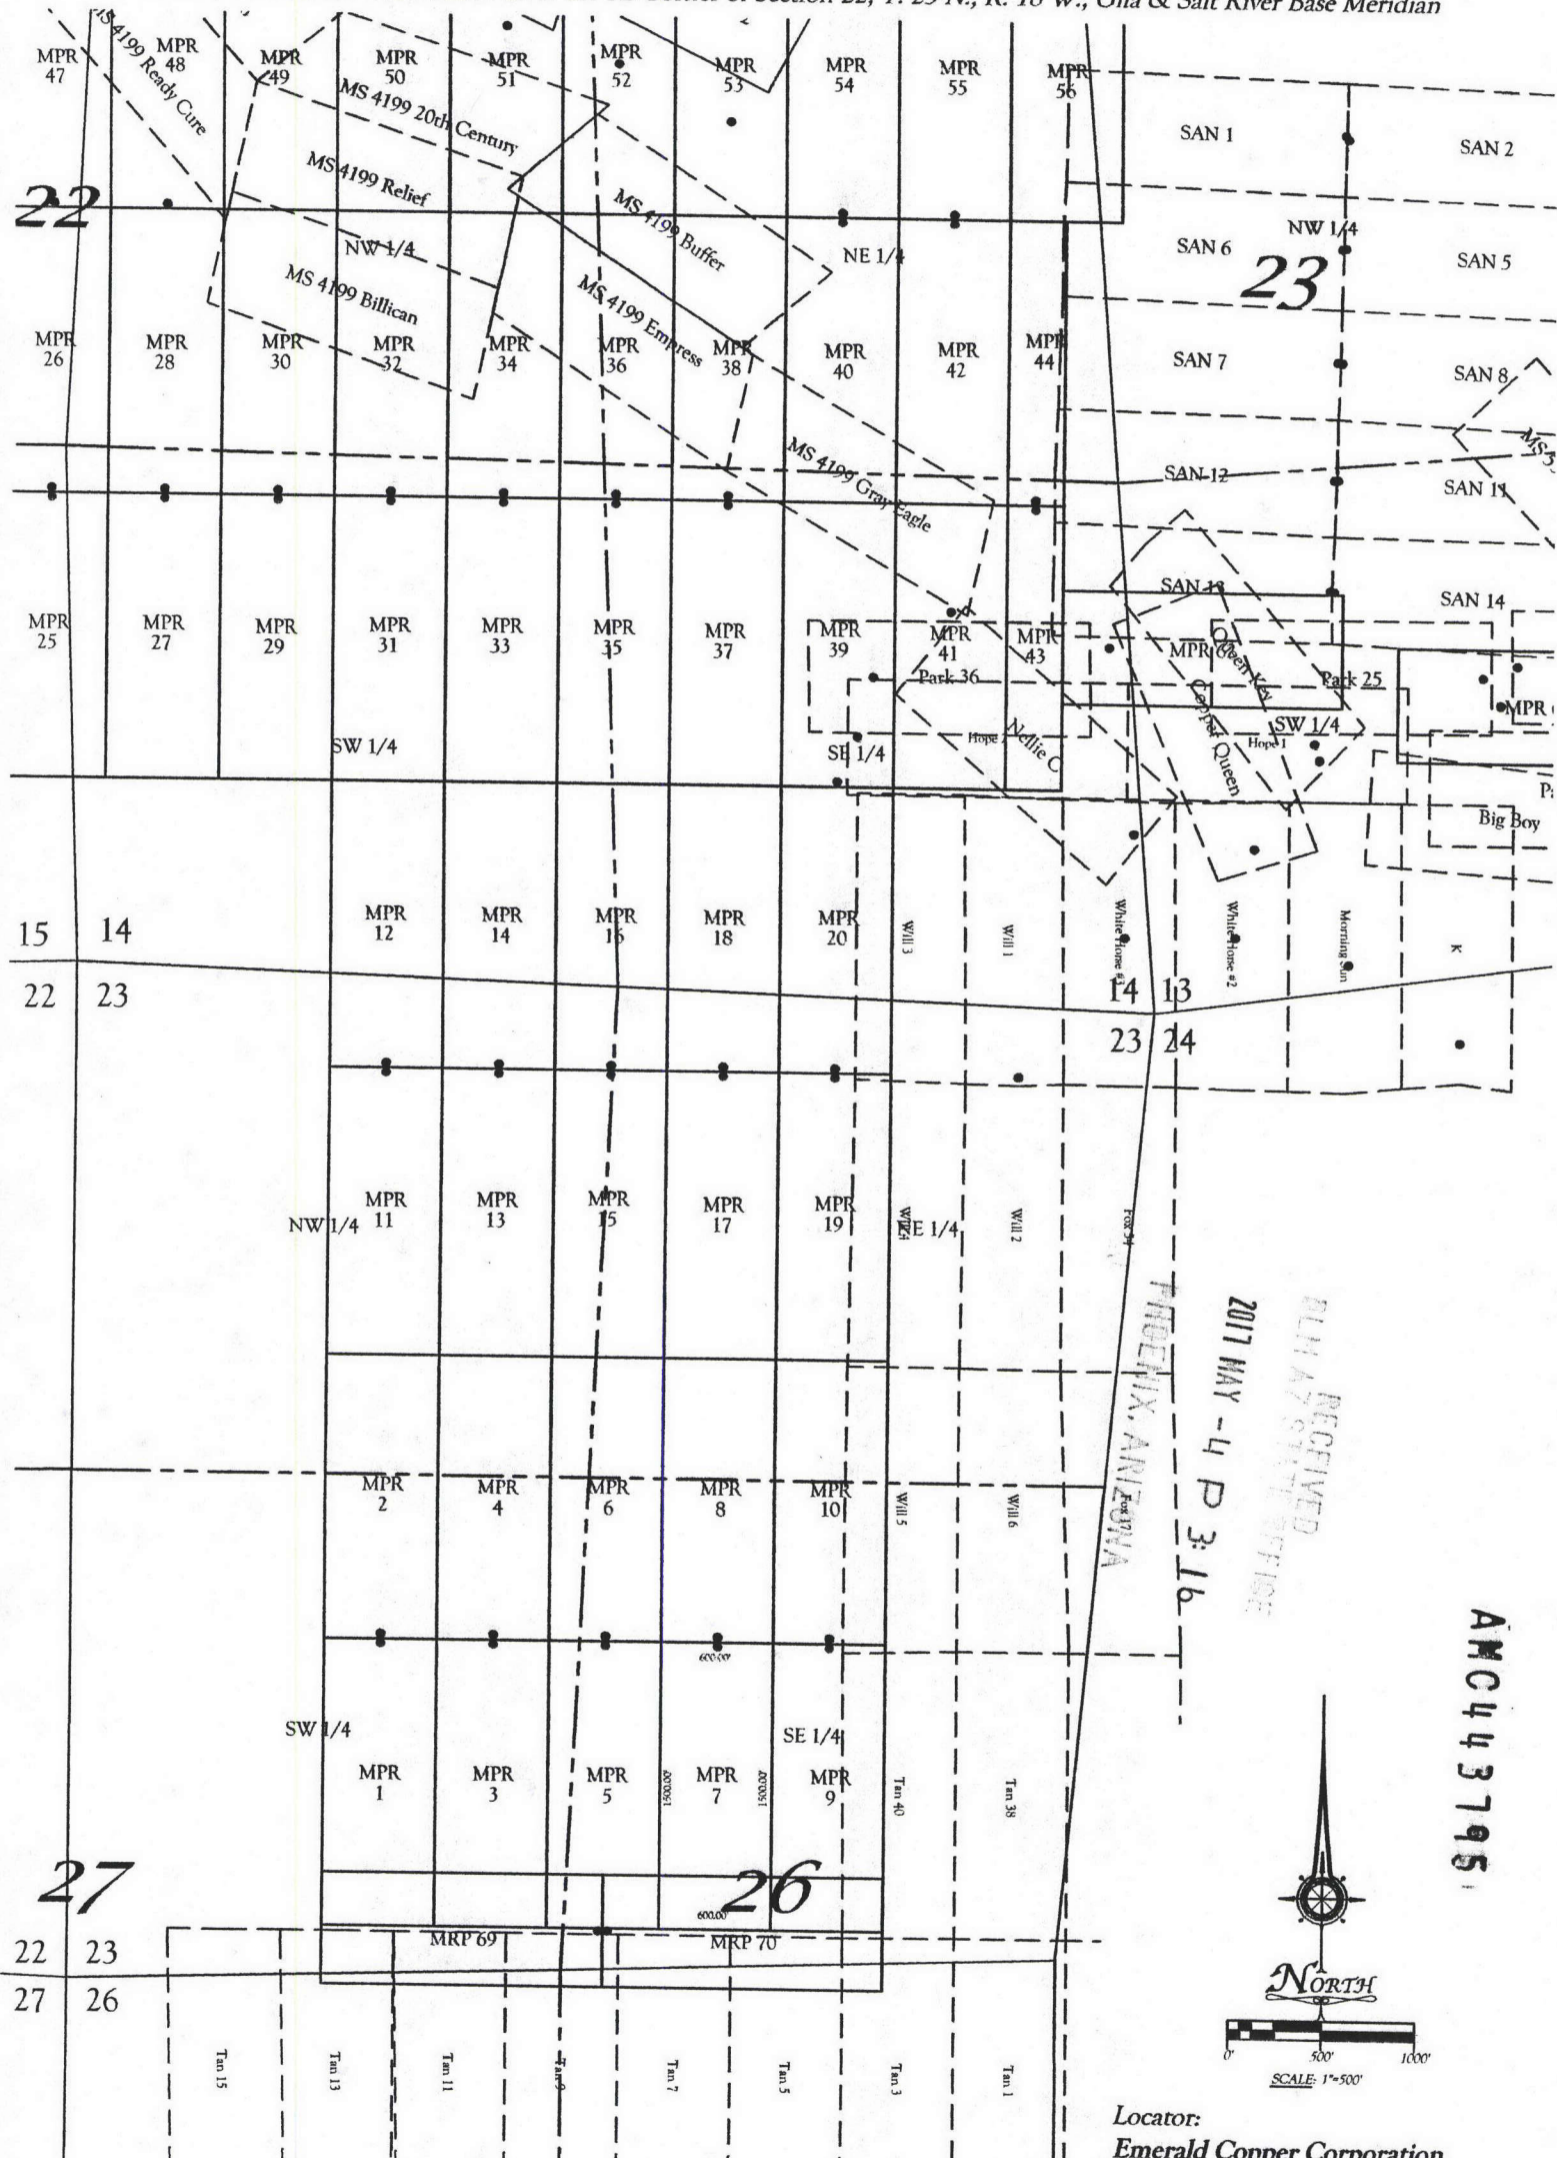 Section 22, T. 23 N., R. 18 W., Gila & Salt River Base Meridian
MPR 47
MPR 48
MPR 49
MPR 50
MPR 51
MPR 52
MPR 53
MPR 54
MPR 55
MPR 56
MS 4199 Ready Cure
MS 4199 20th Century
MS 4199 Relief
MS 4199 Buffer
MS 4199 Billican
MS 4199 Empress
MS 4199 Gray Eagle
SAN 1
SAN 2
22
NW 1/4
NE 1/4
SAN 6
NW 1/4
SAN 5
23
MPR 26
MPR 28
MPR 30
MPR 32
MPR 34
MPR 36
MPR 38
MPR 40
MPR 42
MPR 44
SAN 7
SAN 8
SAN 12
SAN 11
SAN 13
SAN 14
MPR 25
MPR 27
MPR 29
MPR 31
MPR 33
MPR 35
MPR 37
MPR 39
MPR 41
MPR 43
Park 36
Park 25
Queen Key
Copper Queen
Nellie C
Hope
Hope 1
SW 1/4
SE 1/4
SW 1/4
MPR
Big Boy
15
14
22
23
MPR 12
MPR 14
MPR 16
MPR 18
MPR 20
Will 3
Will 1
White Horse
White Horse #2
Morning Sun
K
14
13
23
24
NW 1/4
MPR 11
MPR 13
MPR 15
MPR 17
MPR 19
NE 1/4
Will 2
PHOENIX, ARIZONA
2017 MAY -4 P 3:16
RECEIVED
BLM AZ STATE OFFICE
MPR 2
MPR 4
MPR 6
MPR 8
MPR 10
Will 5
Will 6
600.00'
SW 1/4
SE 1/4
MPR 1
MPR 3
MPR 5
1500.00'
MPR 7
1500.00'
MPR 9
Tan 40
Tan 38
AMC443795
27
26
600.00'
MRP 69
MRP 70
22
23
27
26
Tan 15
Tan 13
Tan 11
Tan 9
Tan 7
Tan 5
Tan 3
Tan 1
NORTH
0'
500'
1000'
SCALE: 1"=500'
Locator:
Emerald Copper Corporation